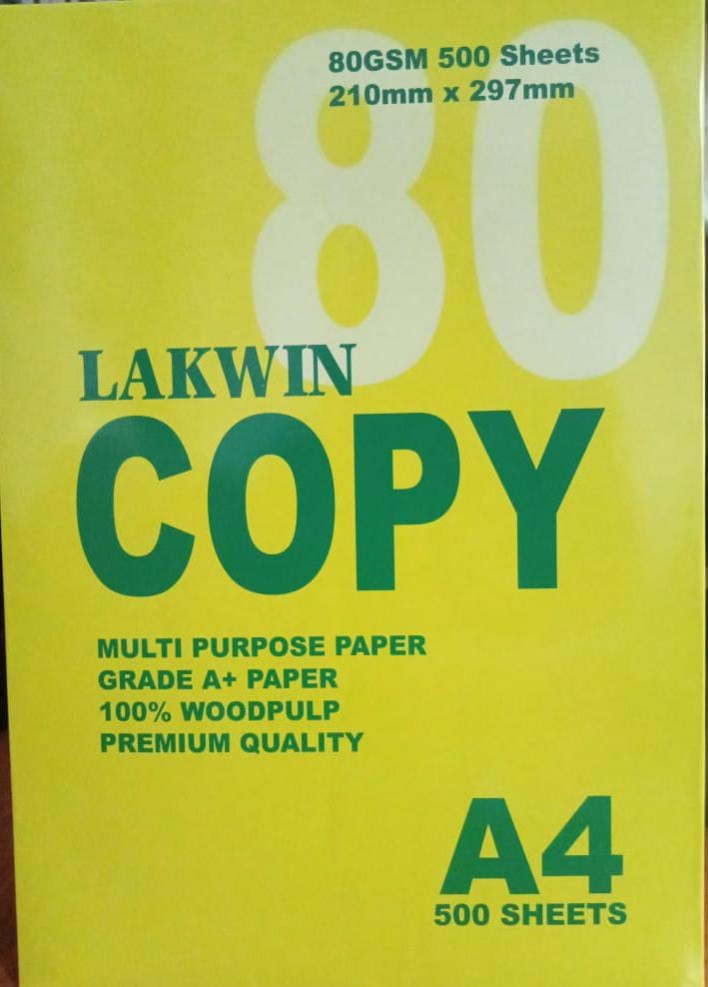 80
80GSM 500 Sheets
210mm x 297mm
LAKWIN
COPY
MULTI PURPOSE PAPER
GRADE A+ PAPER
100% WOODPULP
PREMIUM QUALITY
A4
500 SHEETS